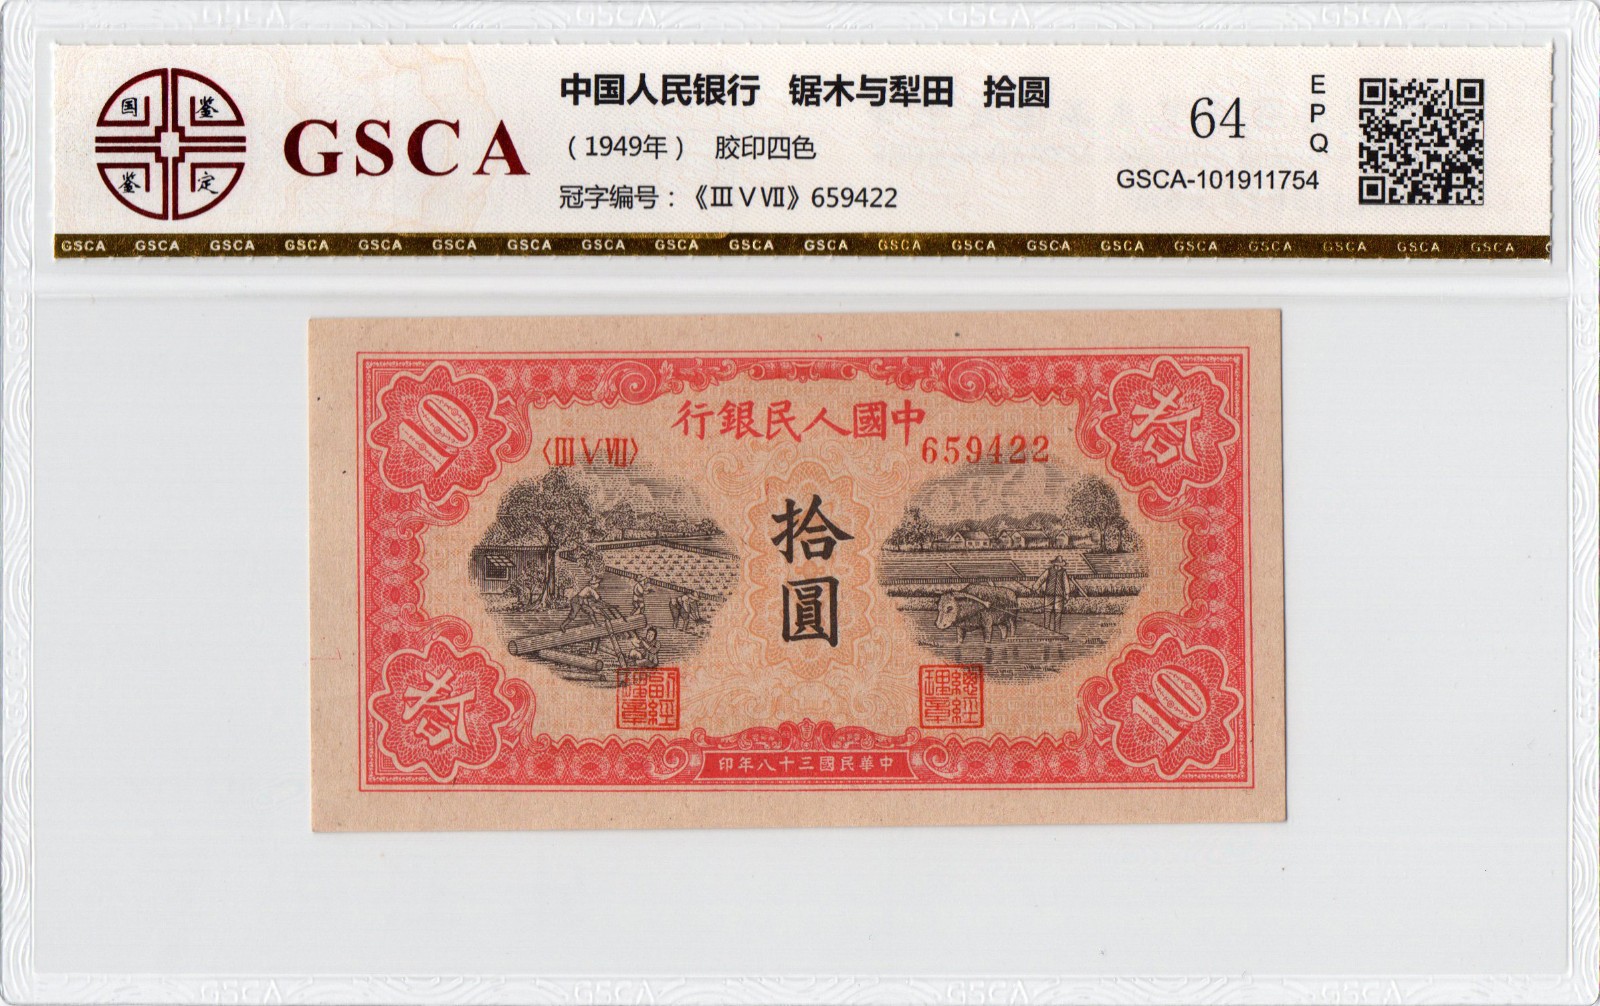 国鉴
鉴定
GSCA
中国人民银行 锯木与犁田 拾圆
（1949年） 胶印四色
冠字编号：《ⅢⅤⅦ》659422
64
EPQ
GSCA-101911754
GSCA GSCA GSCA GSCA GSCA GSCA GSCA GSCA GSCA GSCA GSCA GSCA GSCA GSCA GSCA GSCA GSCA GSCA GSCA GSCA
行銀民人國中
〈ⅢⅤⅦ〉 659422
10
拾圓
10
印年八十三國民華中